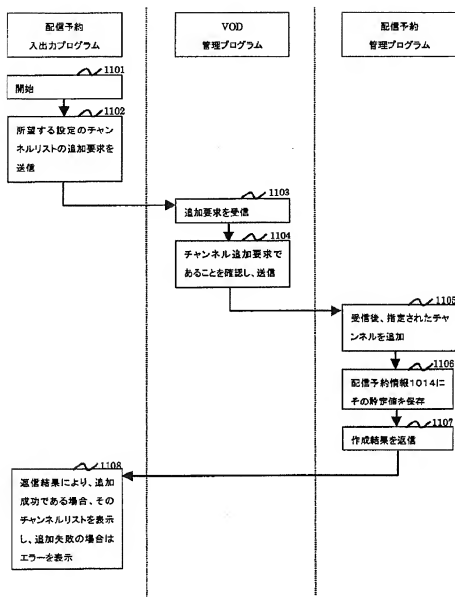 配信予約
入出力プログラム
VOD
管理プログラム
配信予約
管理プログラム
1101
開始
1102
所望する設定のチャン
ネルリストの追加要求を
送信
1103
追加要求を受信
1104
チャンネル追加要求で
あることを確認し、送信
1105
受信後、指定されたチャ
ンネルを追加
1106
配信予約情報1014に
その設定値を保存
1107
作成結果を返信
1108
返信結果により、追加
成功である場合、その
チャンネルリストを表示
し、追加失敗の場合は
エラーを表示